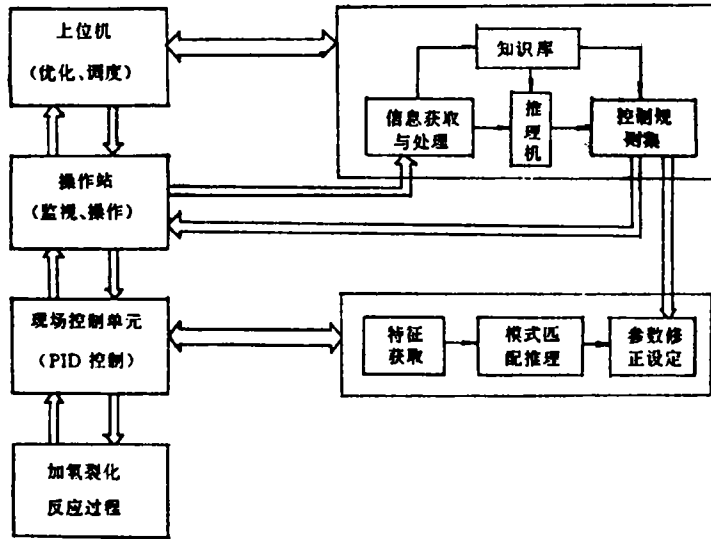 上位机
（优化、调度）
知识库
信息获取
与处理
推
理
机
控制规
则集
操作站
（监视、操作）
现场控制单元
（PID 控制）
特征
获取
模式匹
配推理
参数修
正设定
加氧裂化
反应过程